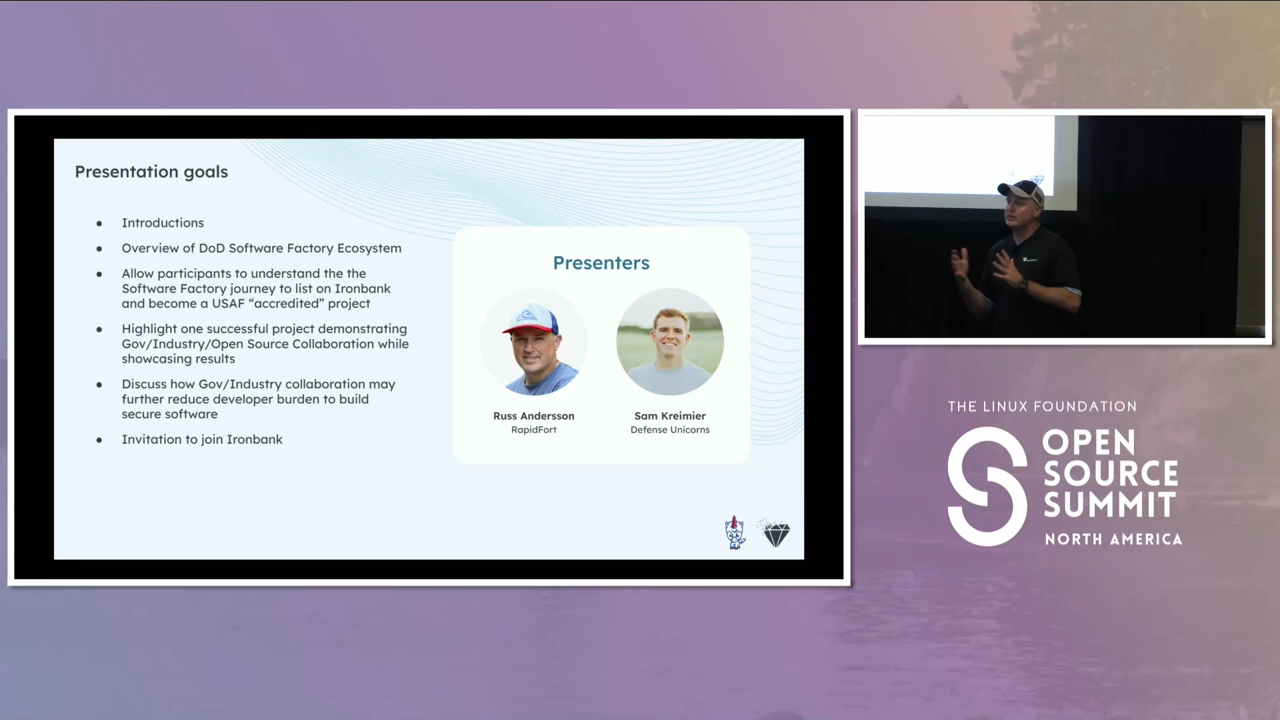 Presentation goals
● Introductions
● Overview of DoD Software Factory Ecosystem
● Allow participants to understand the the
Software Factory journey to list on Ironbank
and become a USAF “accredited” project
● Highlight one successful project demonstrating
Gov/Industry/Open Source Collaboration while
showcasing results
● Discuss how Gov/Industry collaboration may
further reduce developer burden to build
secure software
● Invitation to join Ironbank
Presenters
Russ Andersson
RapidFort
Sam Kreimier
Defense Unicorns
THE LINUX FOUNDATION
OPEN
SOURCE
SUMMIT
NORTH AMERICA